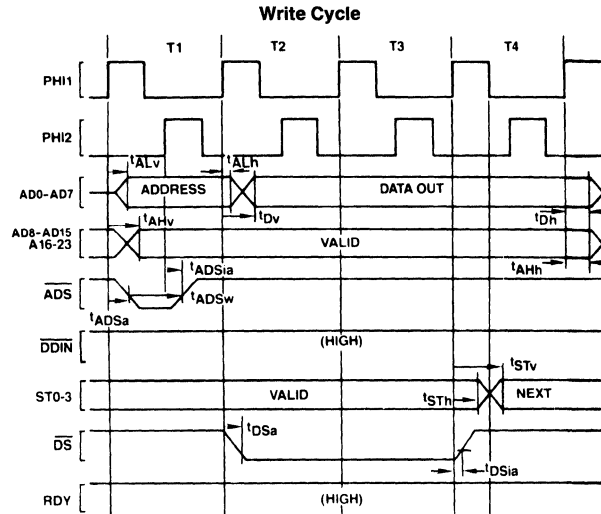 Write Cycle
T1 T2 T3 T4
PHI1
PHI2
tALv tALh
AD0-AD7 ADDRESS DATA OUT
tDv tDh
AD8-AD15
A16-23
tAHv VALID
tAHh
tADSia
ADS tADSw
tADSa
DDIN (HIGH)
tSTv
ST0-3 VALID tSTh NEXT
DS tDSa
tDSia
RDY (HIGH)